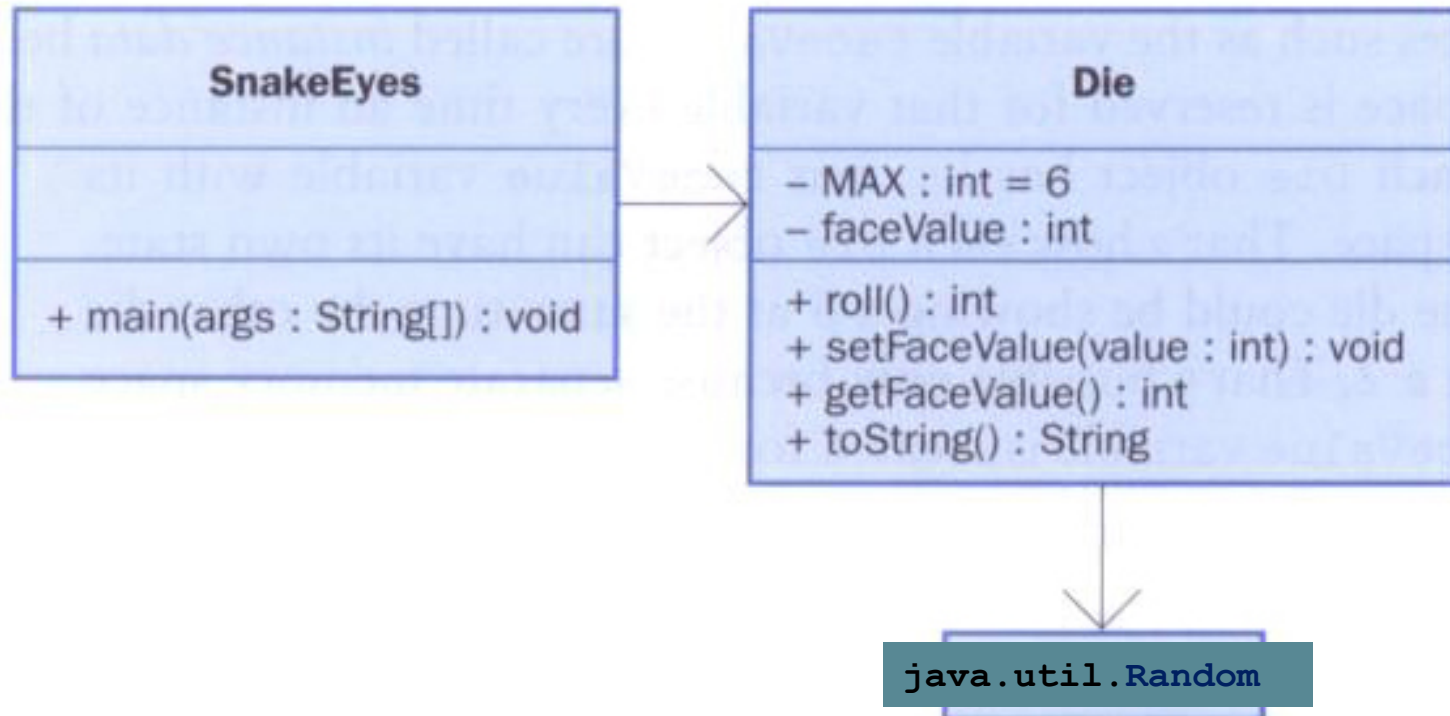 SnakeEyes
+ main(args : String[]) : void
Die
– MAX : int = 6
– faceValue : int
+ roll() : int
+ setFaceValue(value : int) : void
+ getFaceValue() : int
+ toString() : String
java.util.Random